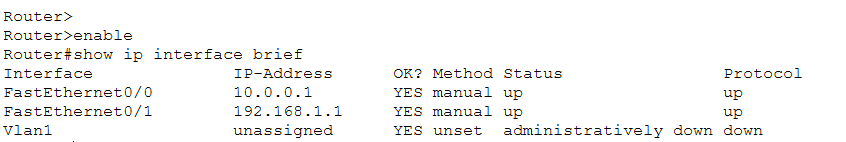 Router>
Router>enable
Router#show ip interface brief
Interface              IP-Address      OK? Method Status                Protocol
FastEthernet0/0        10.0.0.1        YES manual up                    up
FastEthernet0/1        192.168.1.1     YES manual up                    up
Vlan1                  unassigned      YES unset  administratively down down